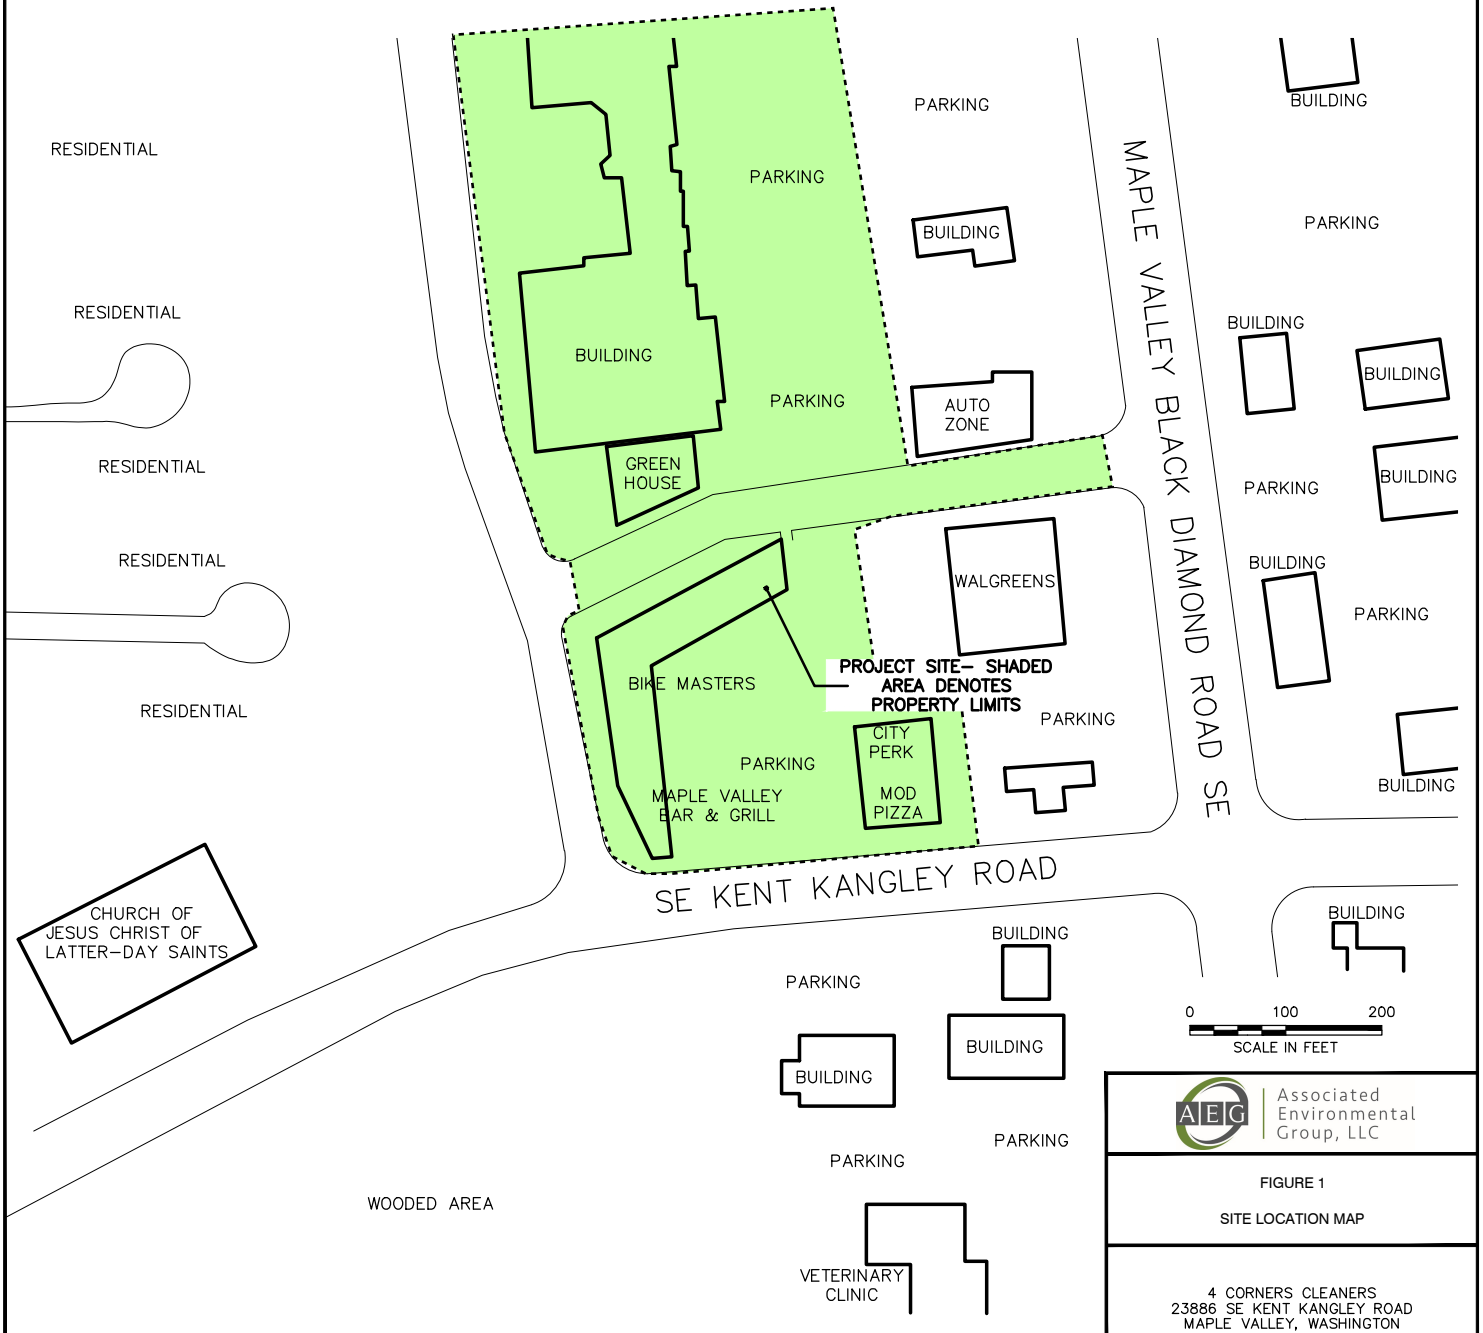 PARKING
BUILDING
RESIDENTIAL
PARKING
MAPLE VALLEY BLACK DIAMOND ROAD SE
PARKING
BUILDING
RESIDENTIAL
BUILDING
BUILDING
BUILDING
PARKING
AUTO
ZONE
RESIDENTIAL
GREEN
HOUSE
PARKING
BUILDING
RESIDENTIAL
WALGREENS
BUILDING
PARKING
PROJECT SITE- SHADED
AREA DENOTES
PROPERTY LIMITS
BIKE MASTERS
RESIDENTIAL
PARKING
CITY
PERK
PARKING
MOD
PIZZA
MAPLE VALLEY
BAR & GRILL
BUILDING
SE KENT KANGLEY ROAD
CHURCH OF
JESUS CHRIST OF
LATTER-DAY SAINTS
BUILDING
BUILDING
PARKING
0 100 200
SCALE IN FEET
BUILDING
BUILDING
AEG
Associated
Environmental
Group, LLC
PARKING
PARKING
FIGURE 1
SITE LOCATION MAP
WOODED AREA
VETERINARY
CLINIC
4 CORNERS CLEANERS
23886 SE KENT KANGLEY ROAD
MAPLE VALLEY, WASHINGTON